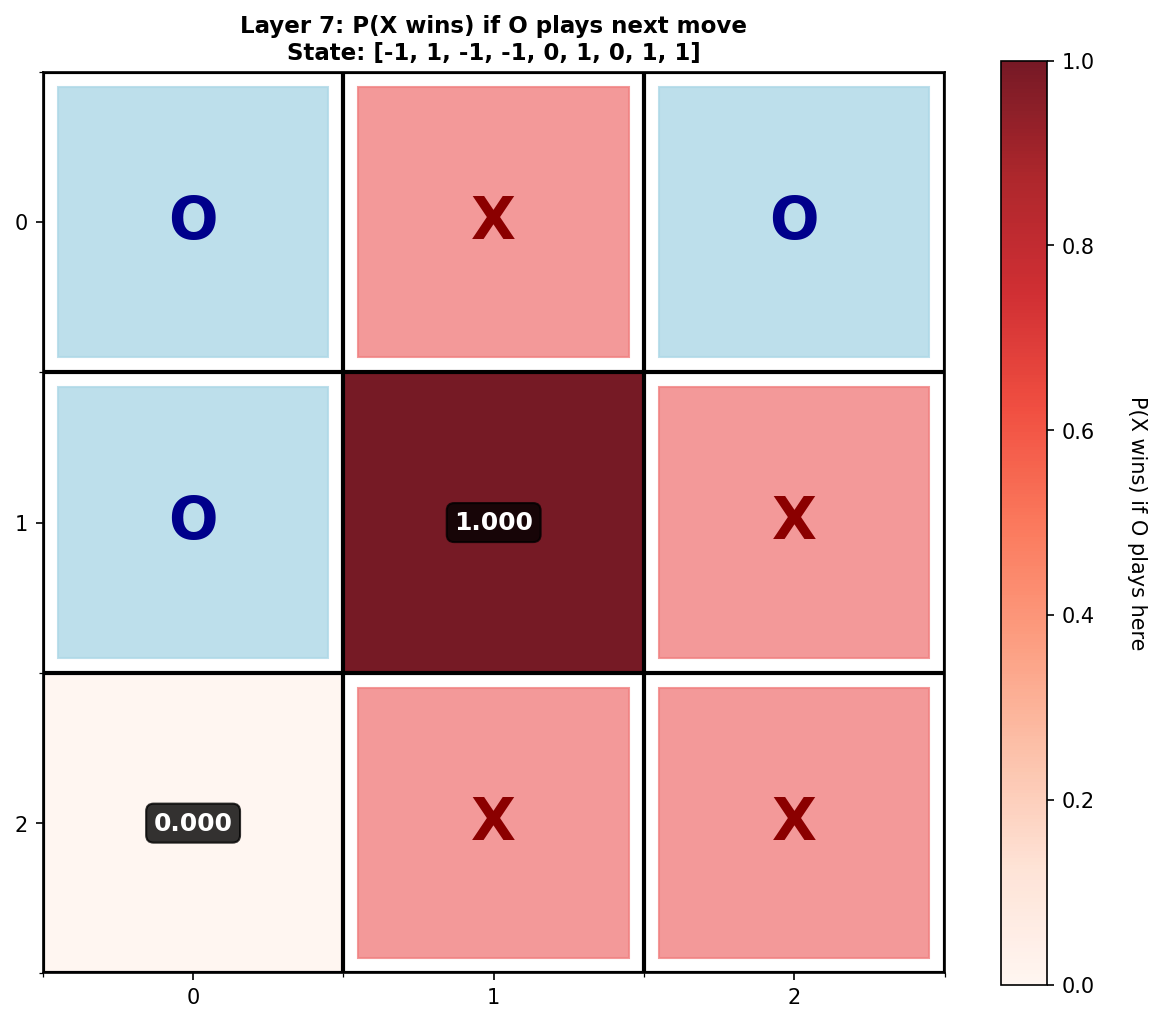 Layer 7: P(X wins) if O plays next move
State: [-1, 1, -1, -1, 0, 1, 0, 1, 1]
1.0
0.8
0.6
0.4
0.2
0.0
P(X wins) if O plays here
0
O
X
O
1
O
1.000
X
2
0.000
X
X
0
1
2